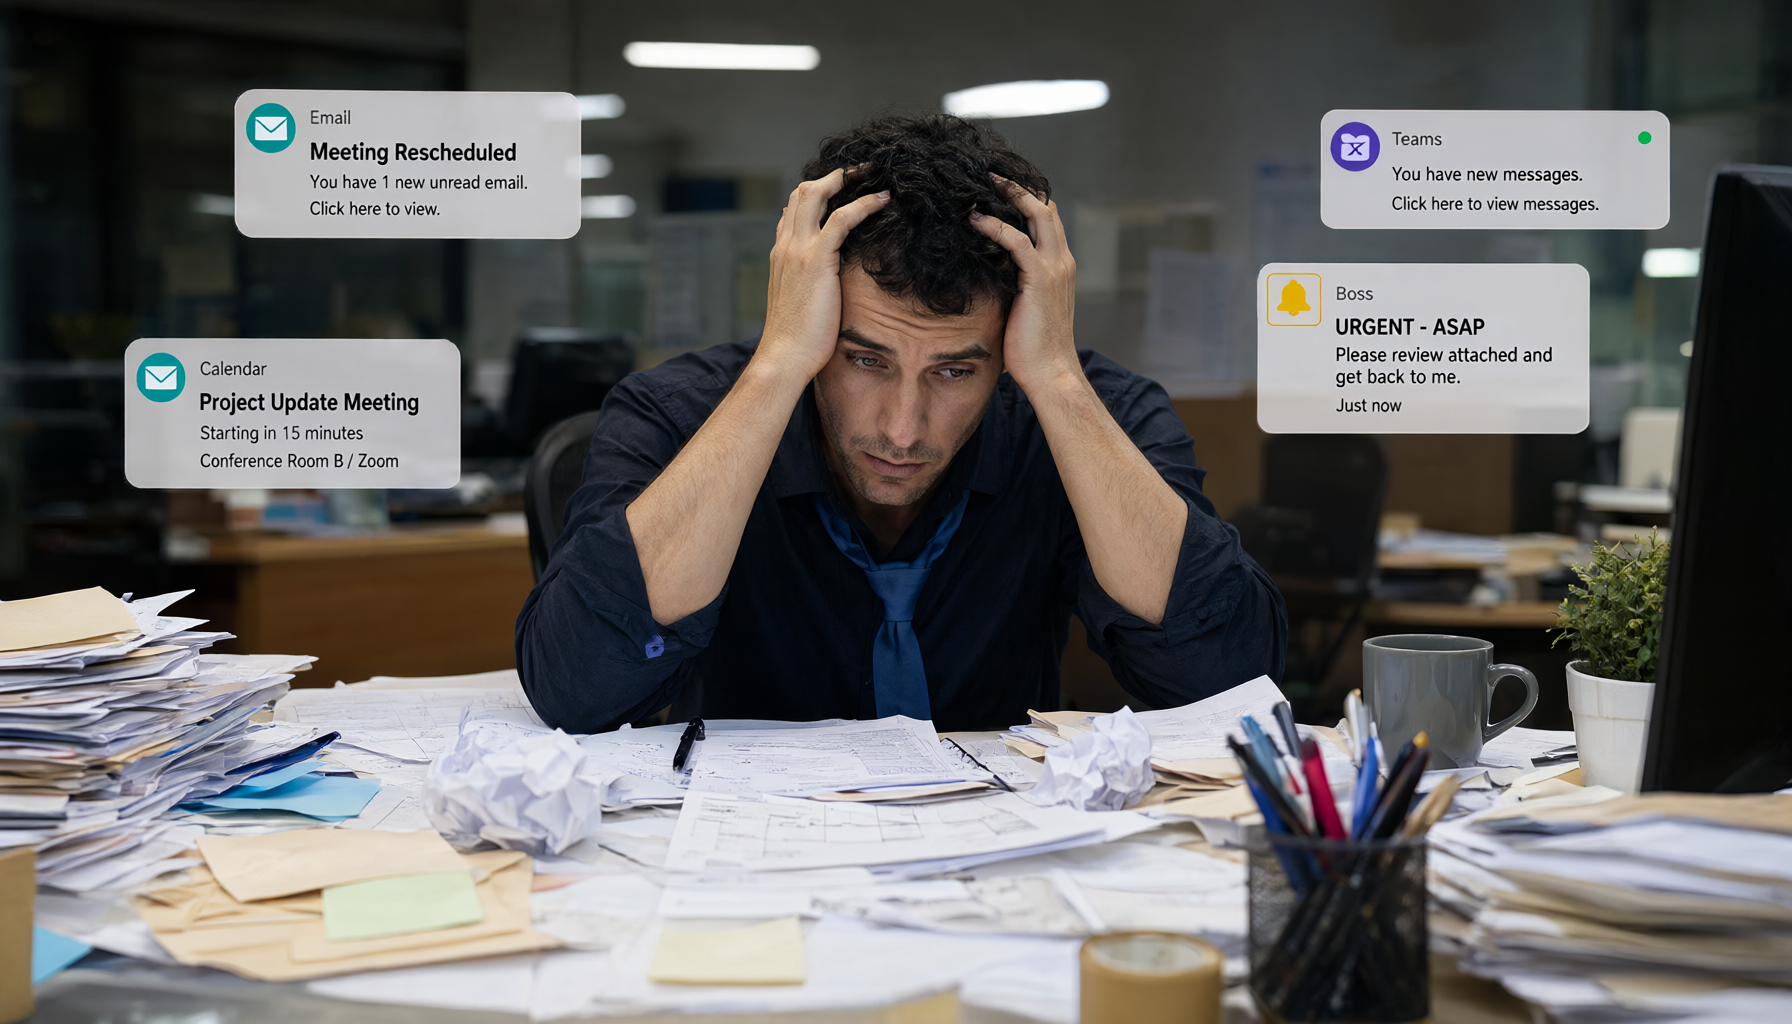 Email
Meeting Rescheduled
You have 1 new unread email.
Click here to view.
Calendar
Project Update Meeting
Starting in 15 minutes
Conference Room B / Zoom
Teams
You have new messages.
Click here to view messages.
Boss
URGENT - ASAP
Please review attached and
get back to me.
Just now